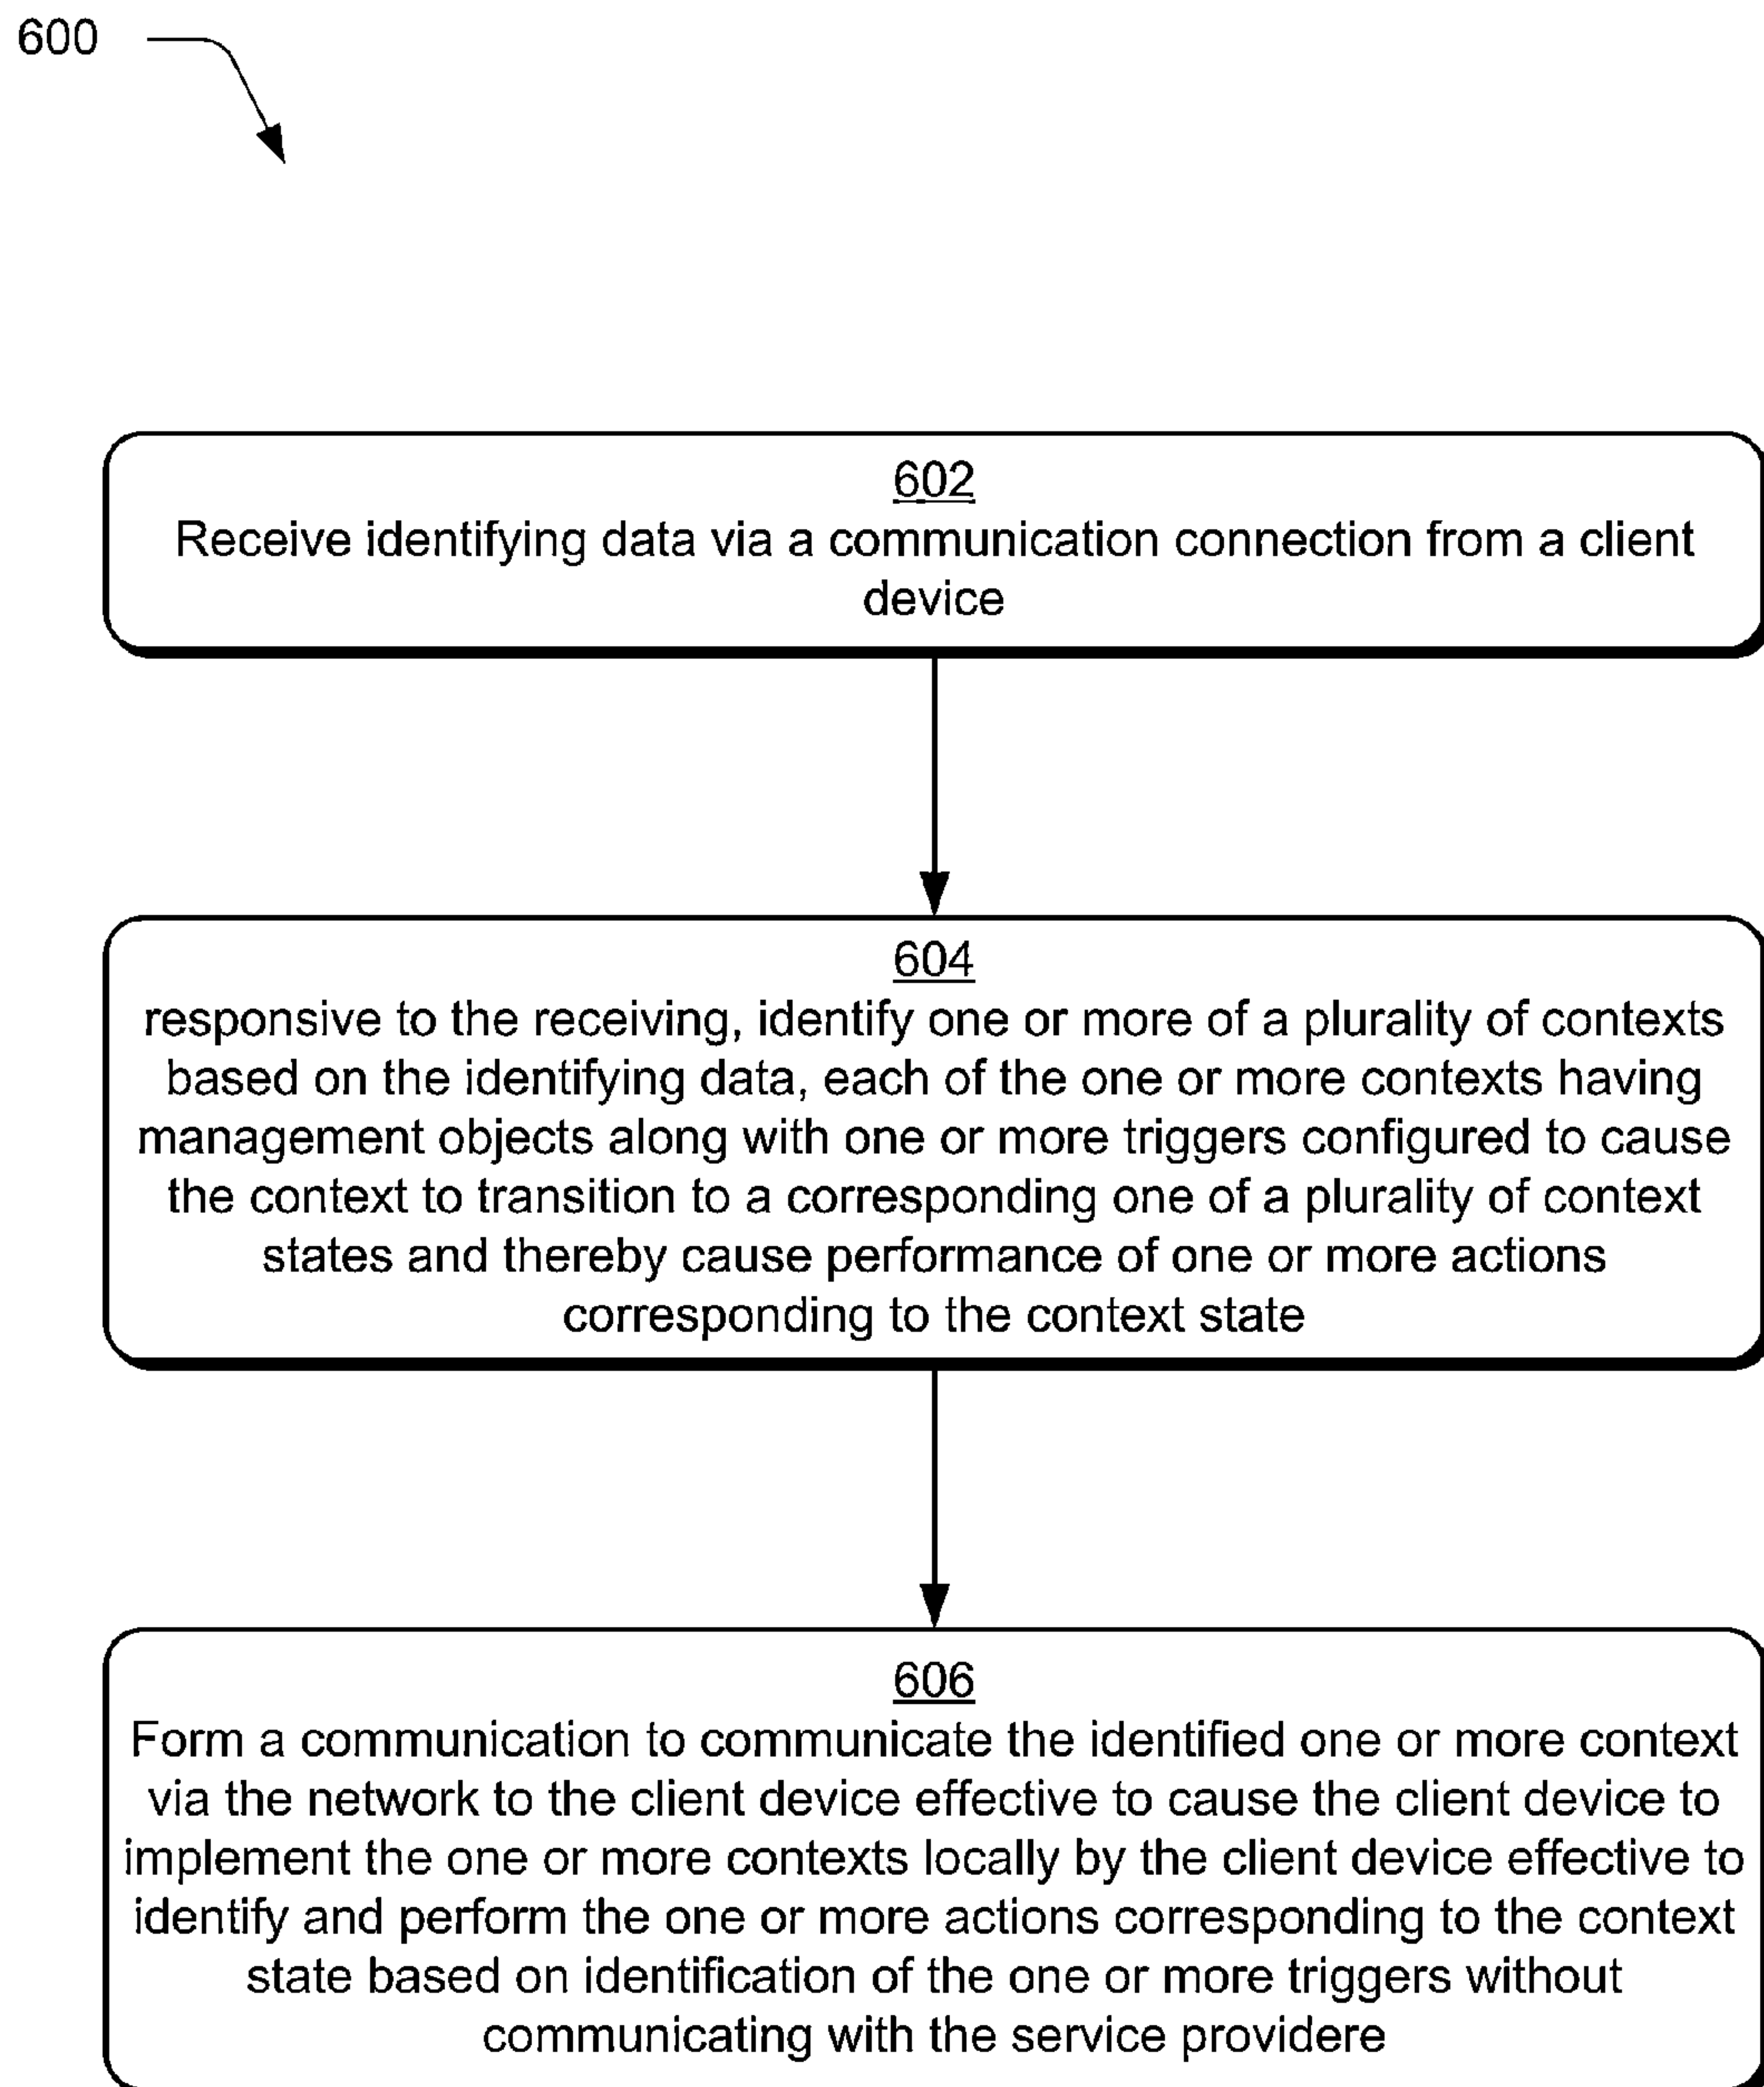 600
602
Receive identifying data via a communication connection from a client
device
604
responsive to the receiving, identify one or more of a plurality of contexts
based on the identifying data, each of the one or more contexts having
management objects along with one or more triggers configured to cause
the context to transition to a corresponding one of a plurality of context
states and thereby cause performance of one or more actions
corresponding to the context state
606
Form a communication to communicate the identified one or more context
via the network to the client device effective to cause the client device to
implement the one or more contexts locally by the client device effective to
identify and perform the one or more actions corresponding to the context
state based on identification of the one or more triggers without
communicating with the service providere